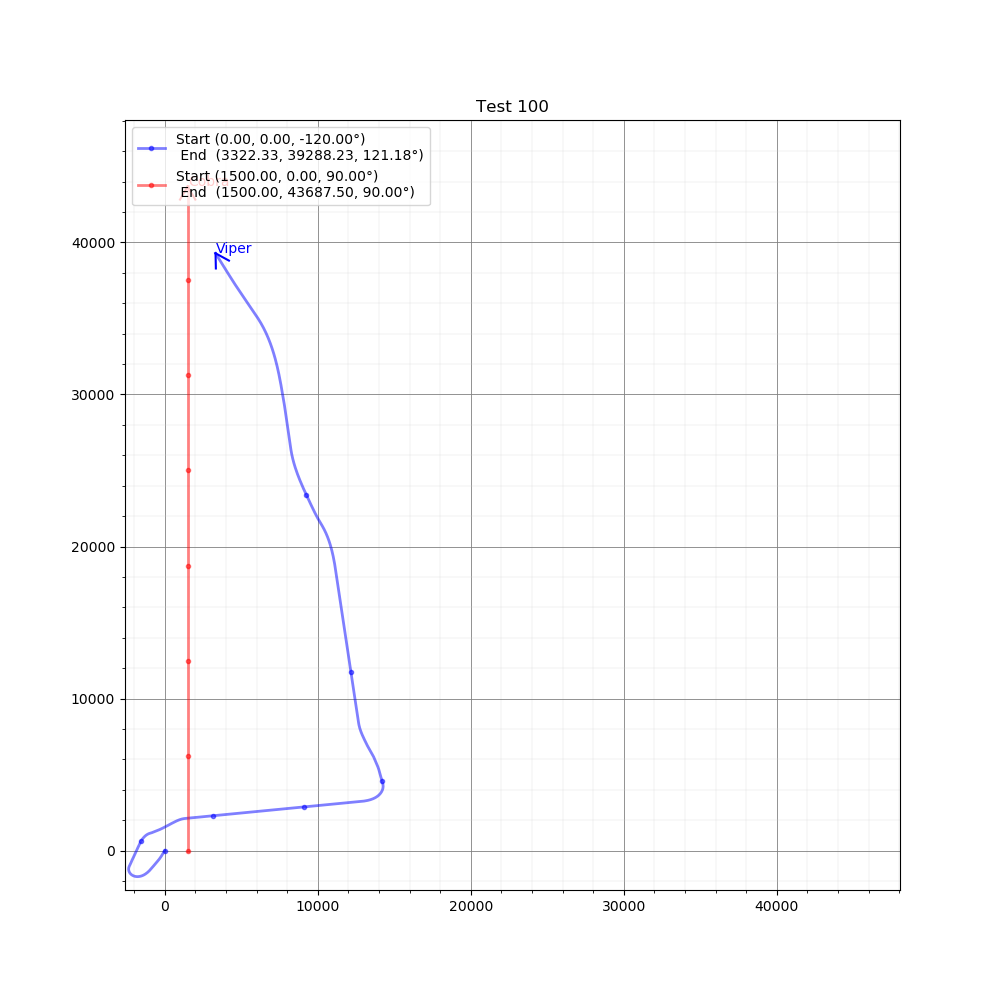 Test 100
Start (0.00, 0.00, -120.00°)
End (3322.33, 39288.23, 121.18°)
Start (1500.00, 0.00, 90.00°)
End (1500.00, 43687.50, 90.00°)
Viper
40000
30000
20000
10000
0
0
10000
20000
30000
40000